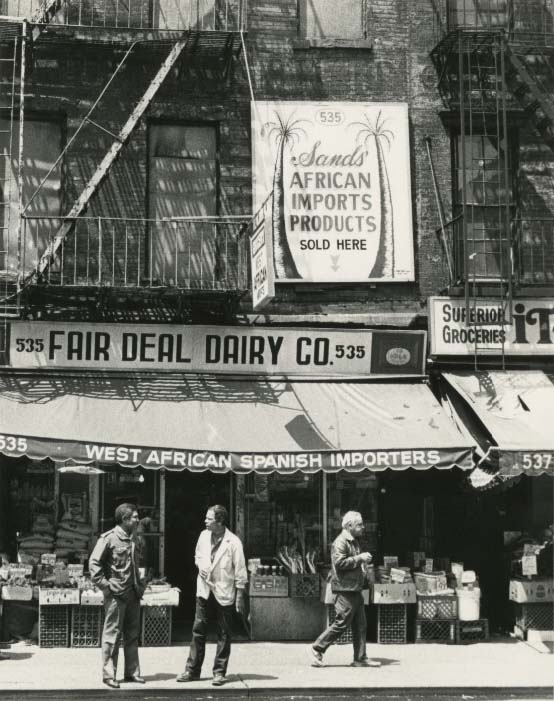 535
Sands'
AFRICAN
IMPORTS
PRODUCTS
SOLD HERE
535 FAIR DEAL DAIRY CO. 535
SUPERIOR
GROCERIES
535
WEST AFRICAN SPANISH IMPORTERS
537